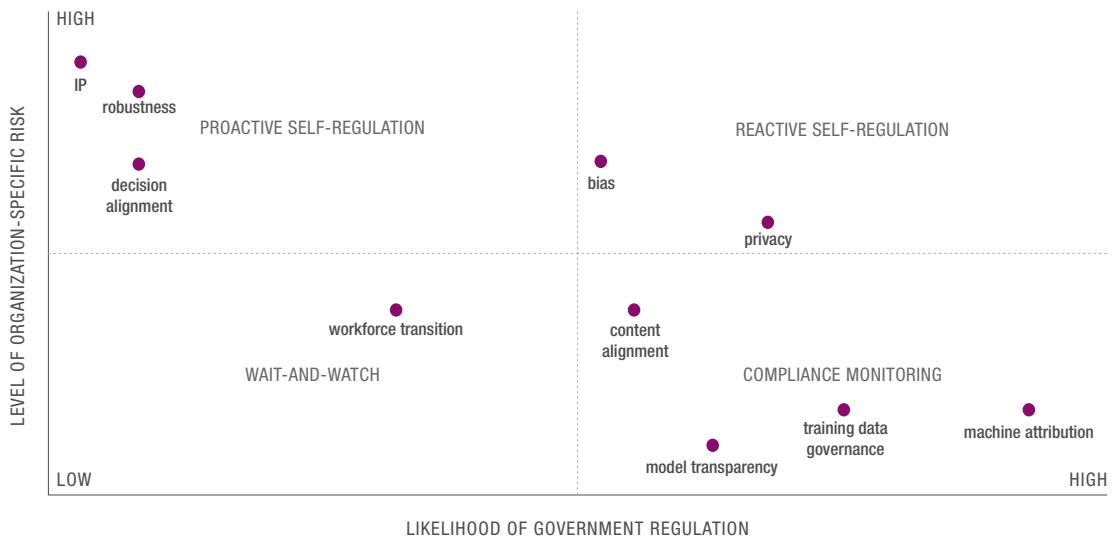 HIGH
IP
robustness
PROACTIVE SELF-REGULATION
REACTIVE SELF-REGULATION
decision
alignment
bias
privacy
LEVEL OF ORGANIZATION-SPECIFIC RISK
workforce transition
content
alignment
WAIT-AND-WATCH
COMPLIANCE MONITORING
training data
governance
machine attribution
model transparency
LOW
HIGH
LIKELIHOOD OF GOVERNMENT REGULATION